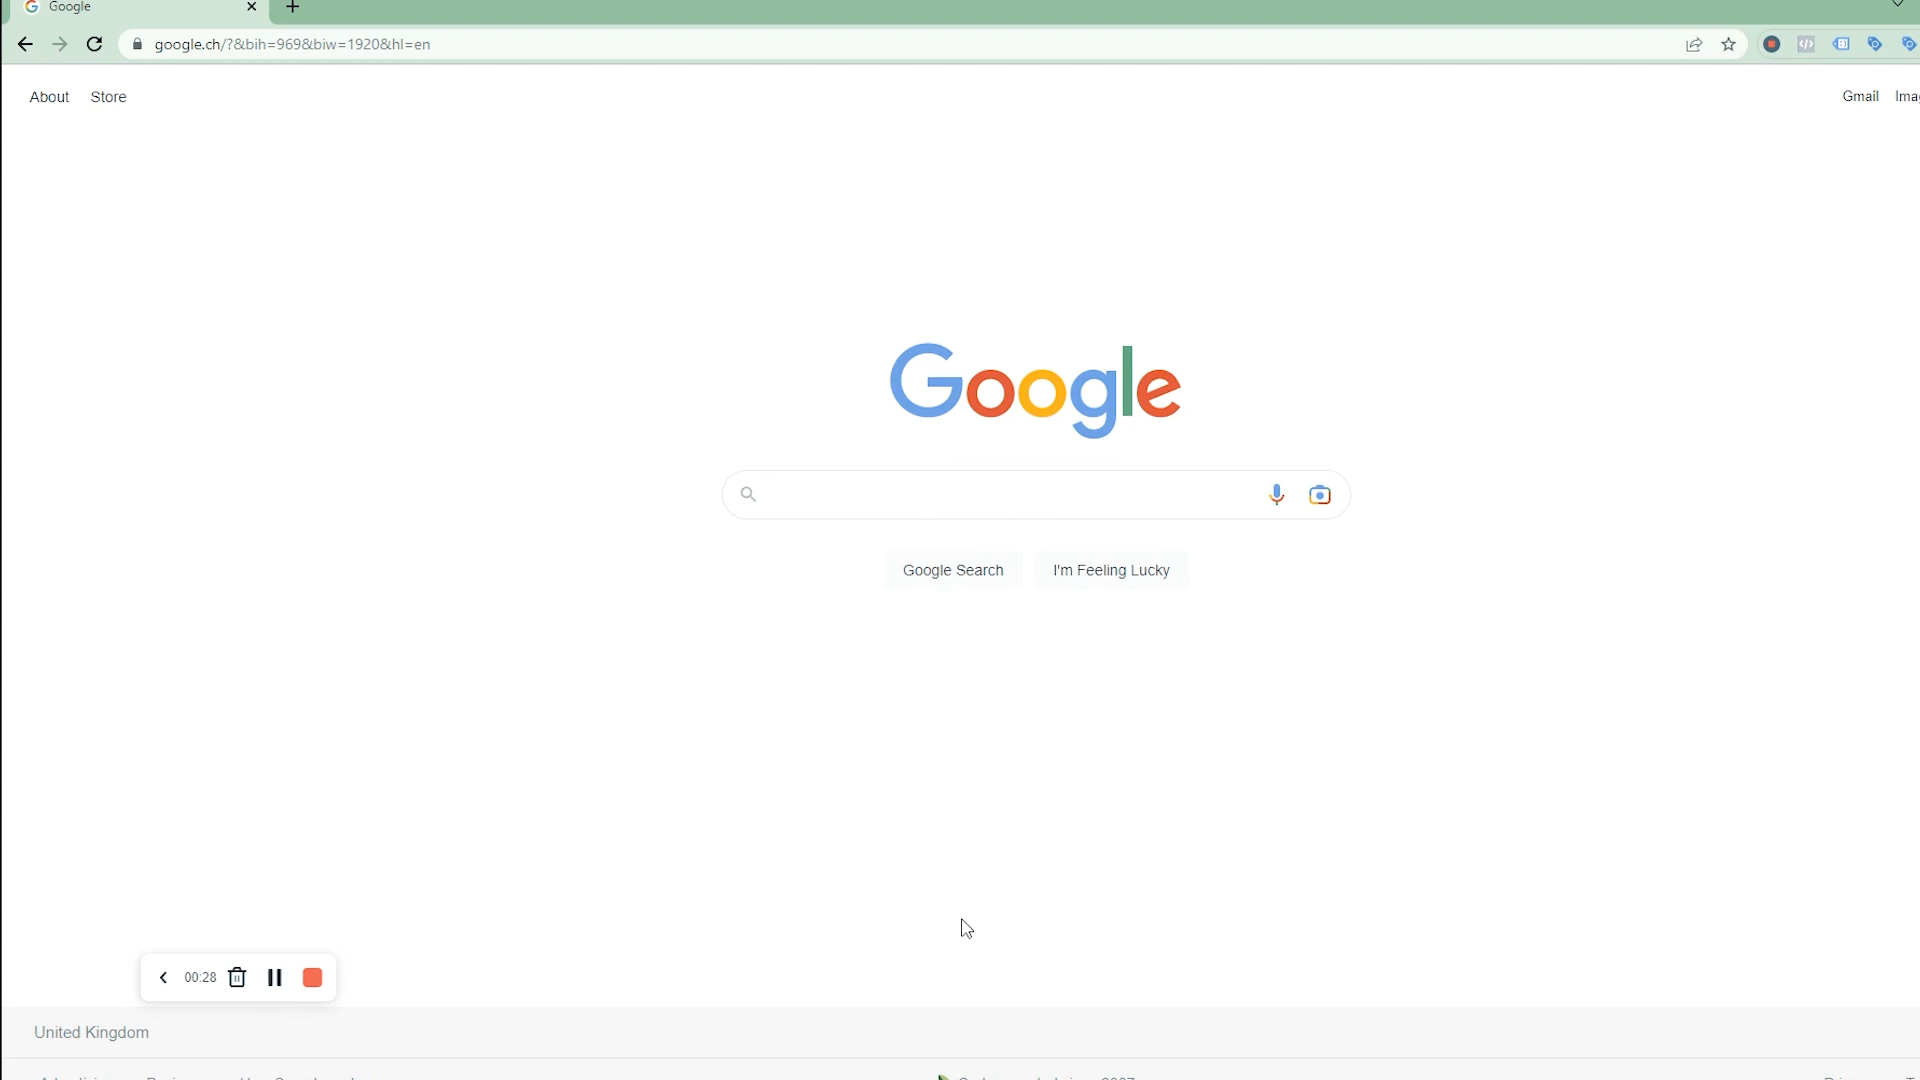 Google
google.ch/?&bih=969&biw=1920&hl=en
About Store
Gmail
Google
Google Search I'm Feeling Lucky
00:28
United Kingdom